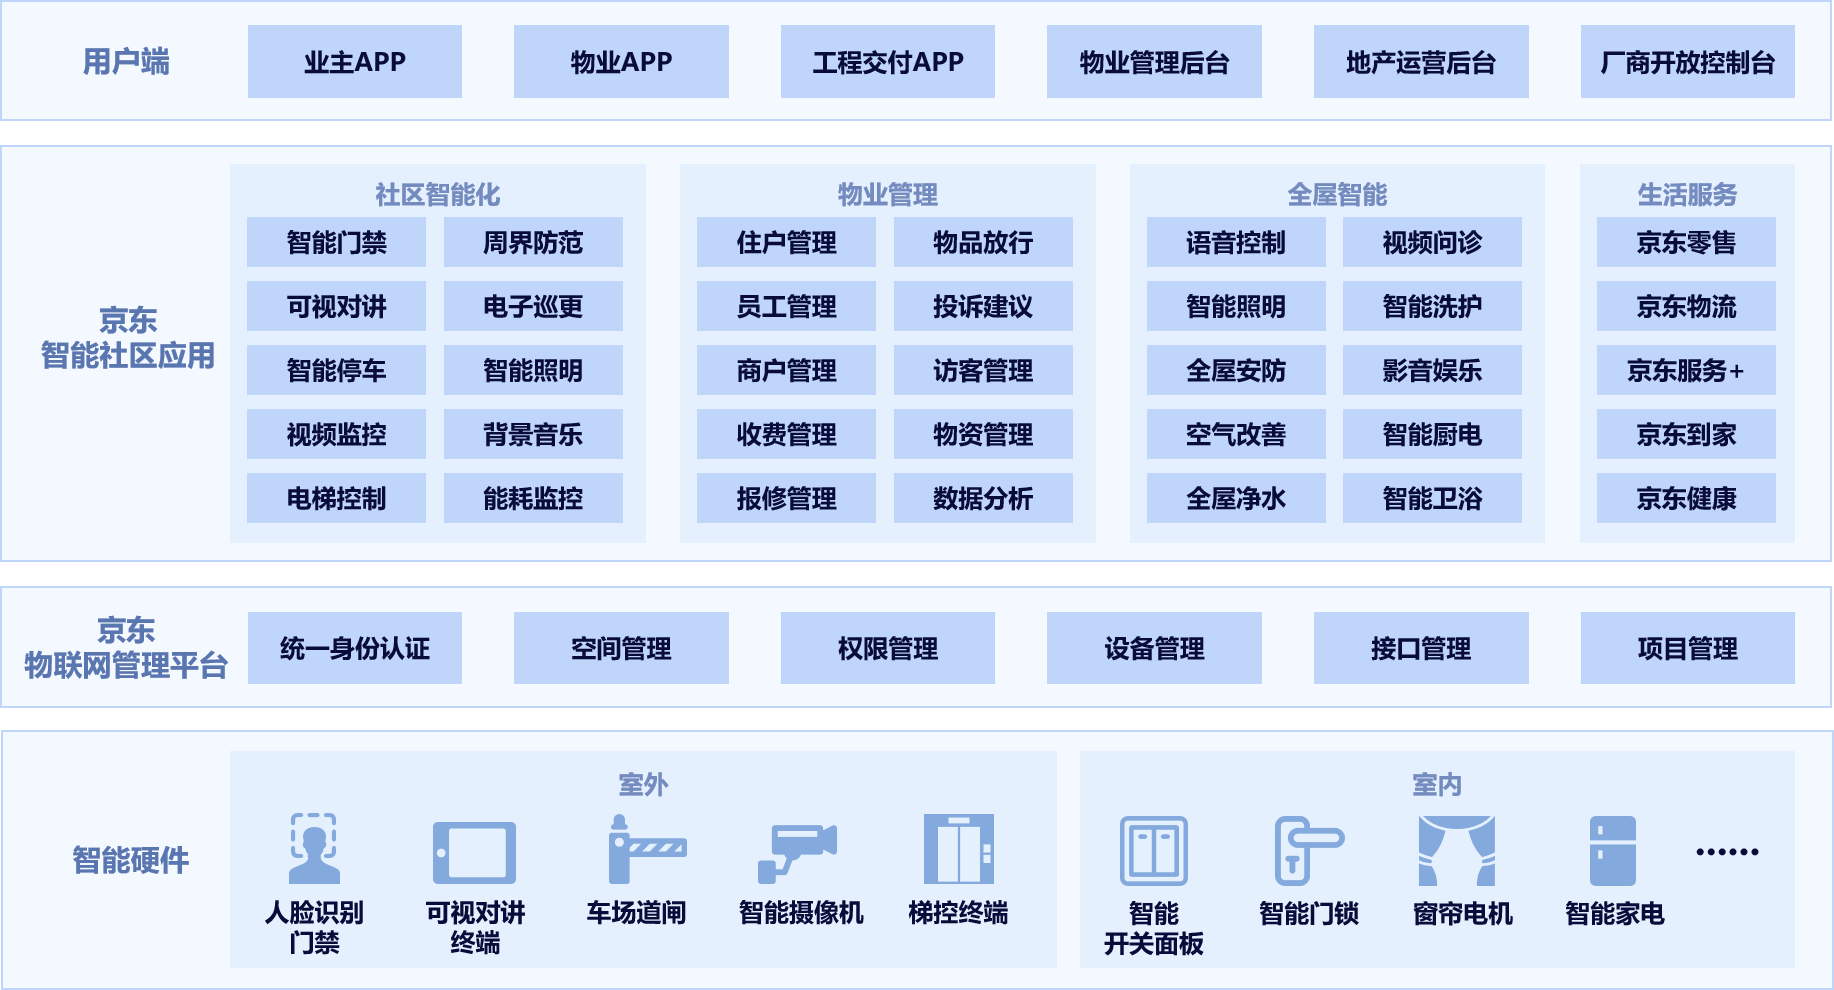 用户端
业主APP
物业APP
工程交付APP
物业管理后台
地产运营后台
厂商开放控制台
京东
智能社区应用
社区智能化
智能门禁
周界防范
可视对讲
电子巡更
智能停车
智能照明
视频监控
背景音乐
电梯控制
能耗监控
物业管理
住户管理
物品放行
员工管理
投诉建议
商户管理
访客管理
收费管理
物资管理
报修管理
数据分析
全屋智能
语音控制
视频问诊
智能照明
智能洗护
全屋安防
影音娱乐
空气改善
智能厨电
全屋净水
智能卫浴
生活服务
京东零售
京东物流
京东服务+
京东到家
京东健康
京东
物联网管理平台
统一身份认证
空间管理
权限管理
设备管理
接口管理
项目管理
智能硬件
室外
人脸识别
门禁
可视对讲
终端
车场道闸
智能摄像机
梯控终端
室内
智能
开关面板
智能门锁
窗帘电机
智能家电
······